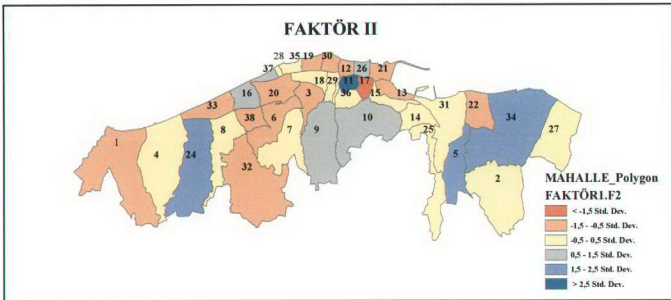 FAKTÖR II
28 35 19 30
37 12 26 21
18 29 11 17
16 20 3 36 15 13
33 31 22
38 6 10 14 34
1 4 8 7 9 25 27
24 5
32 2
MAHALLE_Polygon
FAKTÖR1.F2
< -1,5 Std. Dev.
-1,5 - -0,5 Std. Dev.
-0,5 - 0,5 Std. Dev.
0,5 - 1,5 Std. Dev.
1,5 - 2,5 Std. Dev.
> 2,5 Std. Dev.